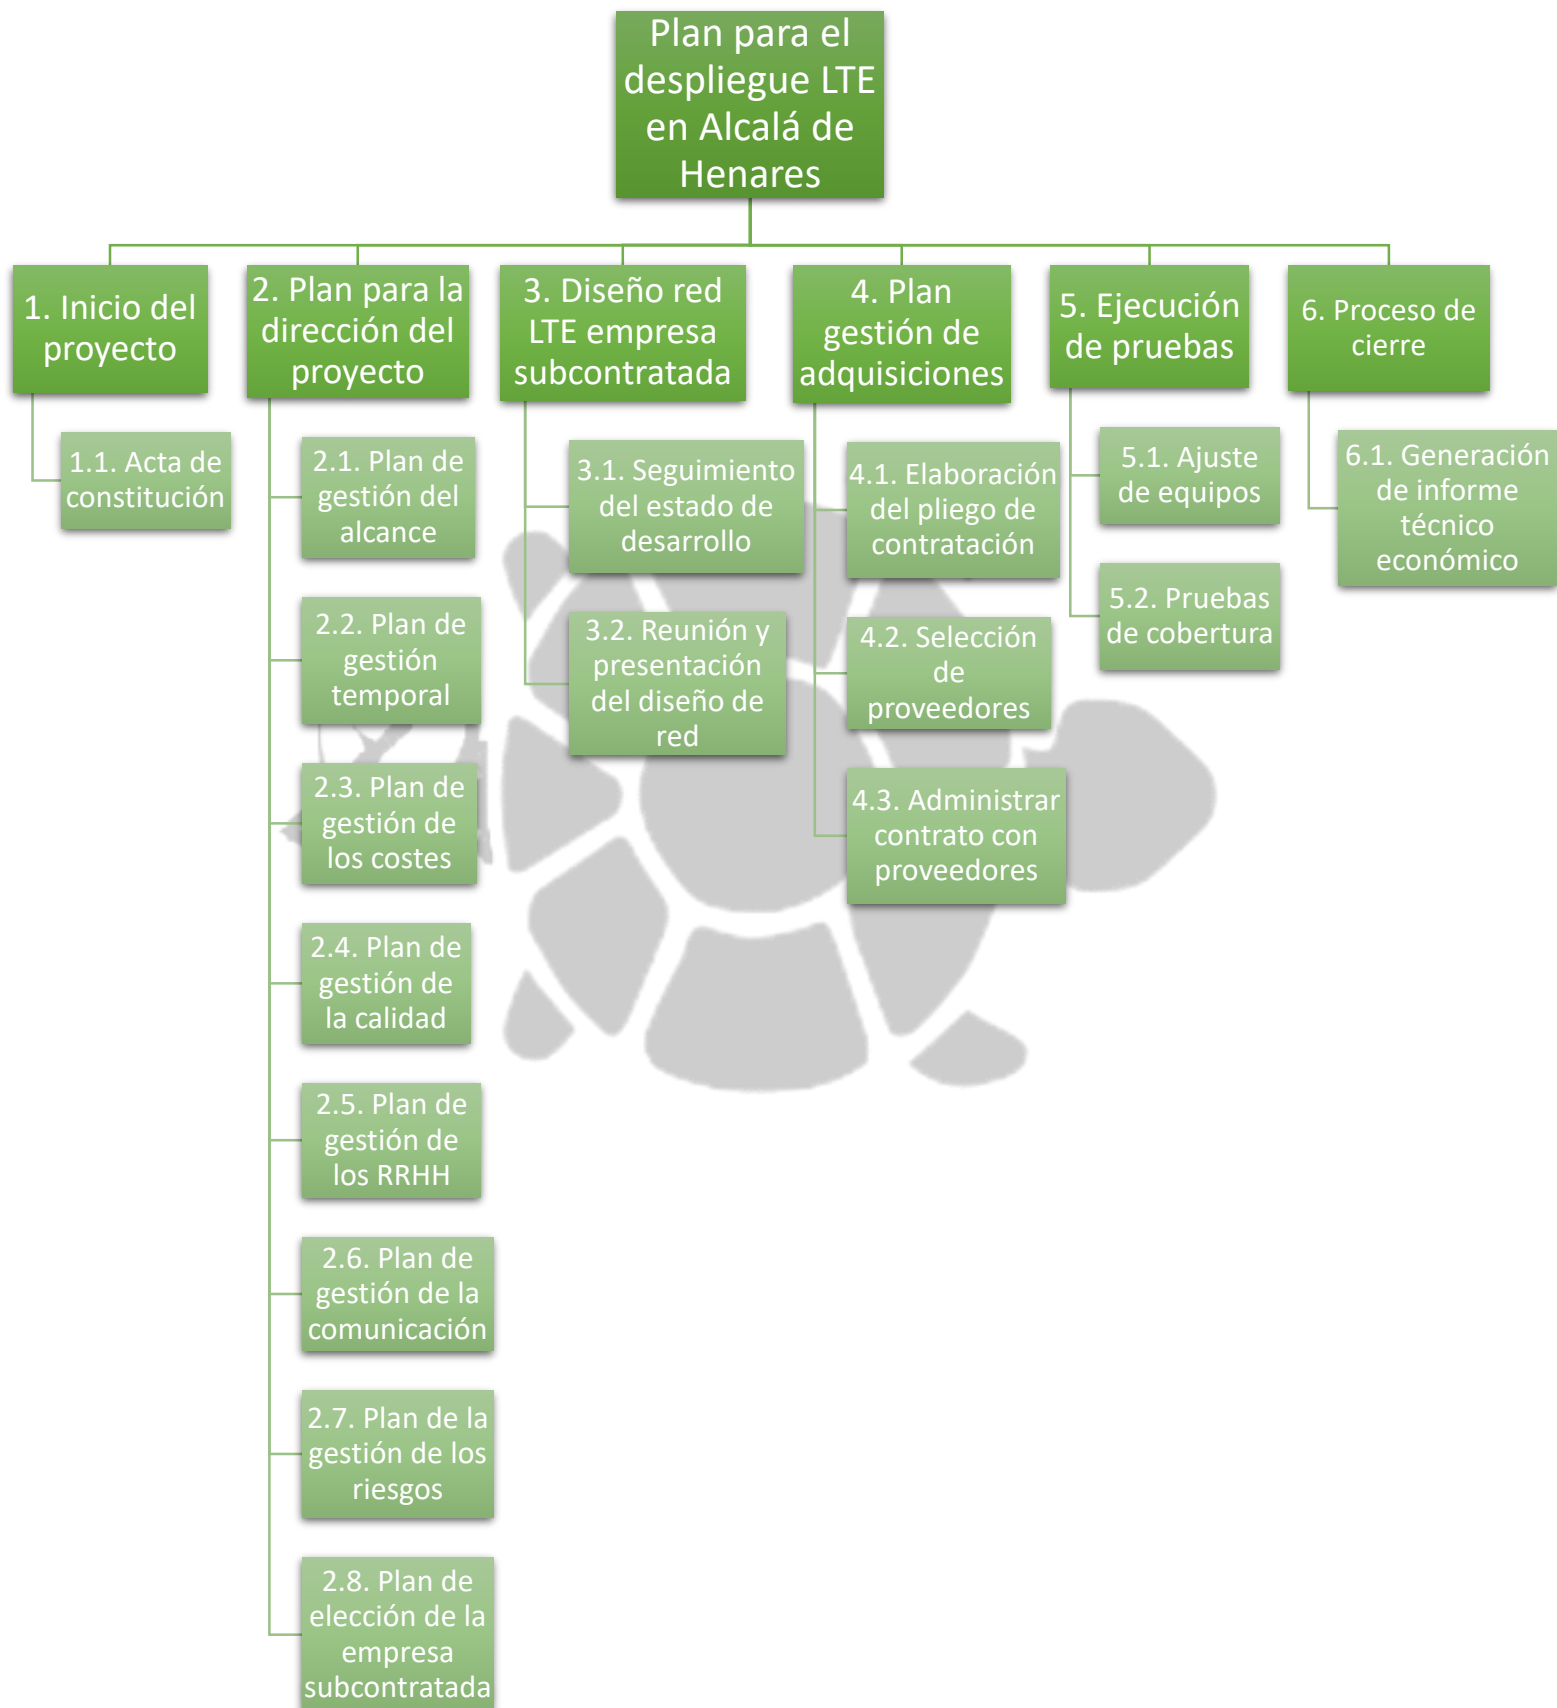 Plan para el
despliegue LTE
en Alcalá de
Henares
1. Inicio del
proyecto
1.1. Acta de
constitución
2. Plan para la
dirección del
proyecto
2.1. Plan de
gestión del
alcance
2.2. Plan de
gestión
temporal
2.3. Plan de
gestión de
los costes
2.4. Plan de
gestión de
la calidad
2.5. Plan de
gestión de
los RRHH
2.6. Plan de
gestión de la
comunicación
2.7. Plan de la
gestión de los
riesgos
2.8. Plan de
elección de la
empresa
subcontratada
3. Diseño red
LTE empresa
subcontratada
3.1. Seguimiento
del estado de
desarrollo
3.2. Reunión y
presentación
del diseño de
red
4. Plan
gestión de
adquisiciones
4.1. Elaboración
del pliego de
contratación
4.2. Selección
de
proveedores
4.3. Administrar
contrato con
proveedores
5. Ejecución
de pruebas
5.1. Ajuste
de equipos
5.2. Pruebas
de cobertura
6. Proceso de
cierre
6.1. Generación
de informe
técnico
económico